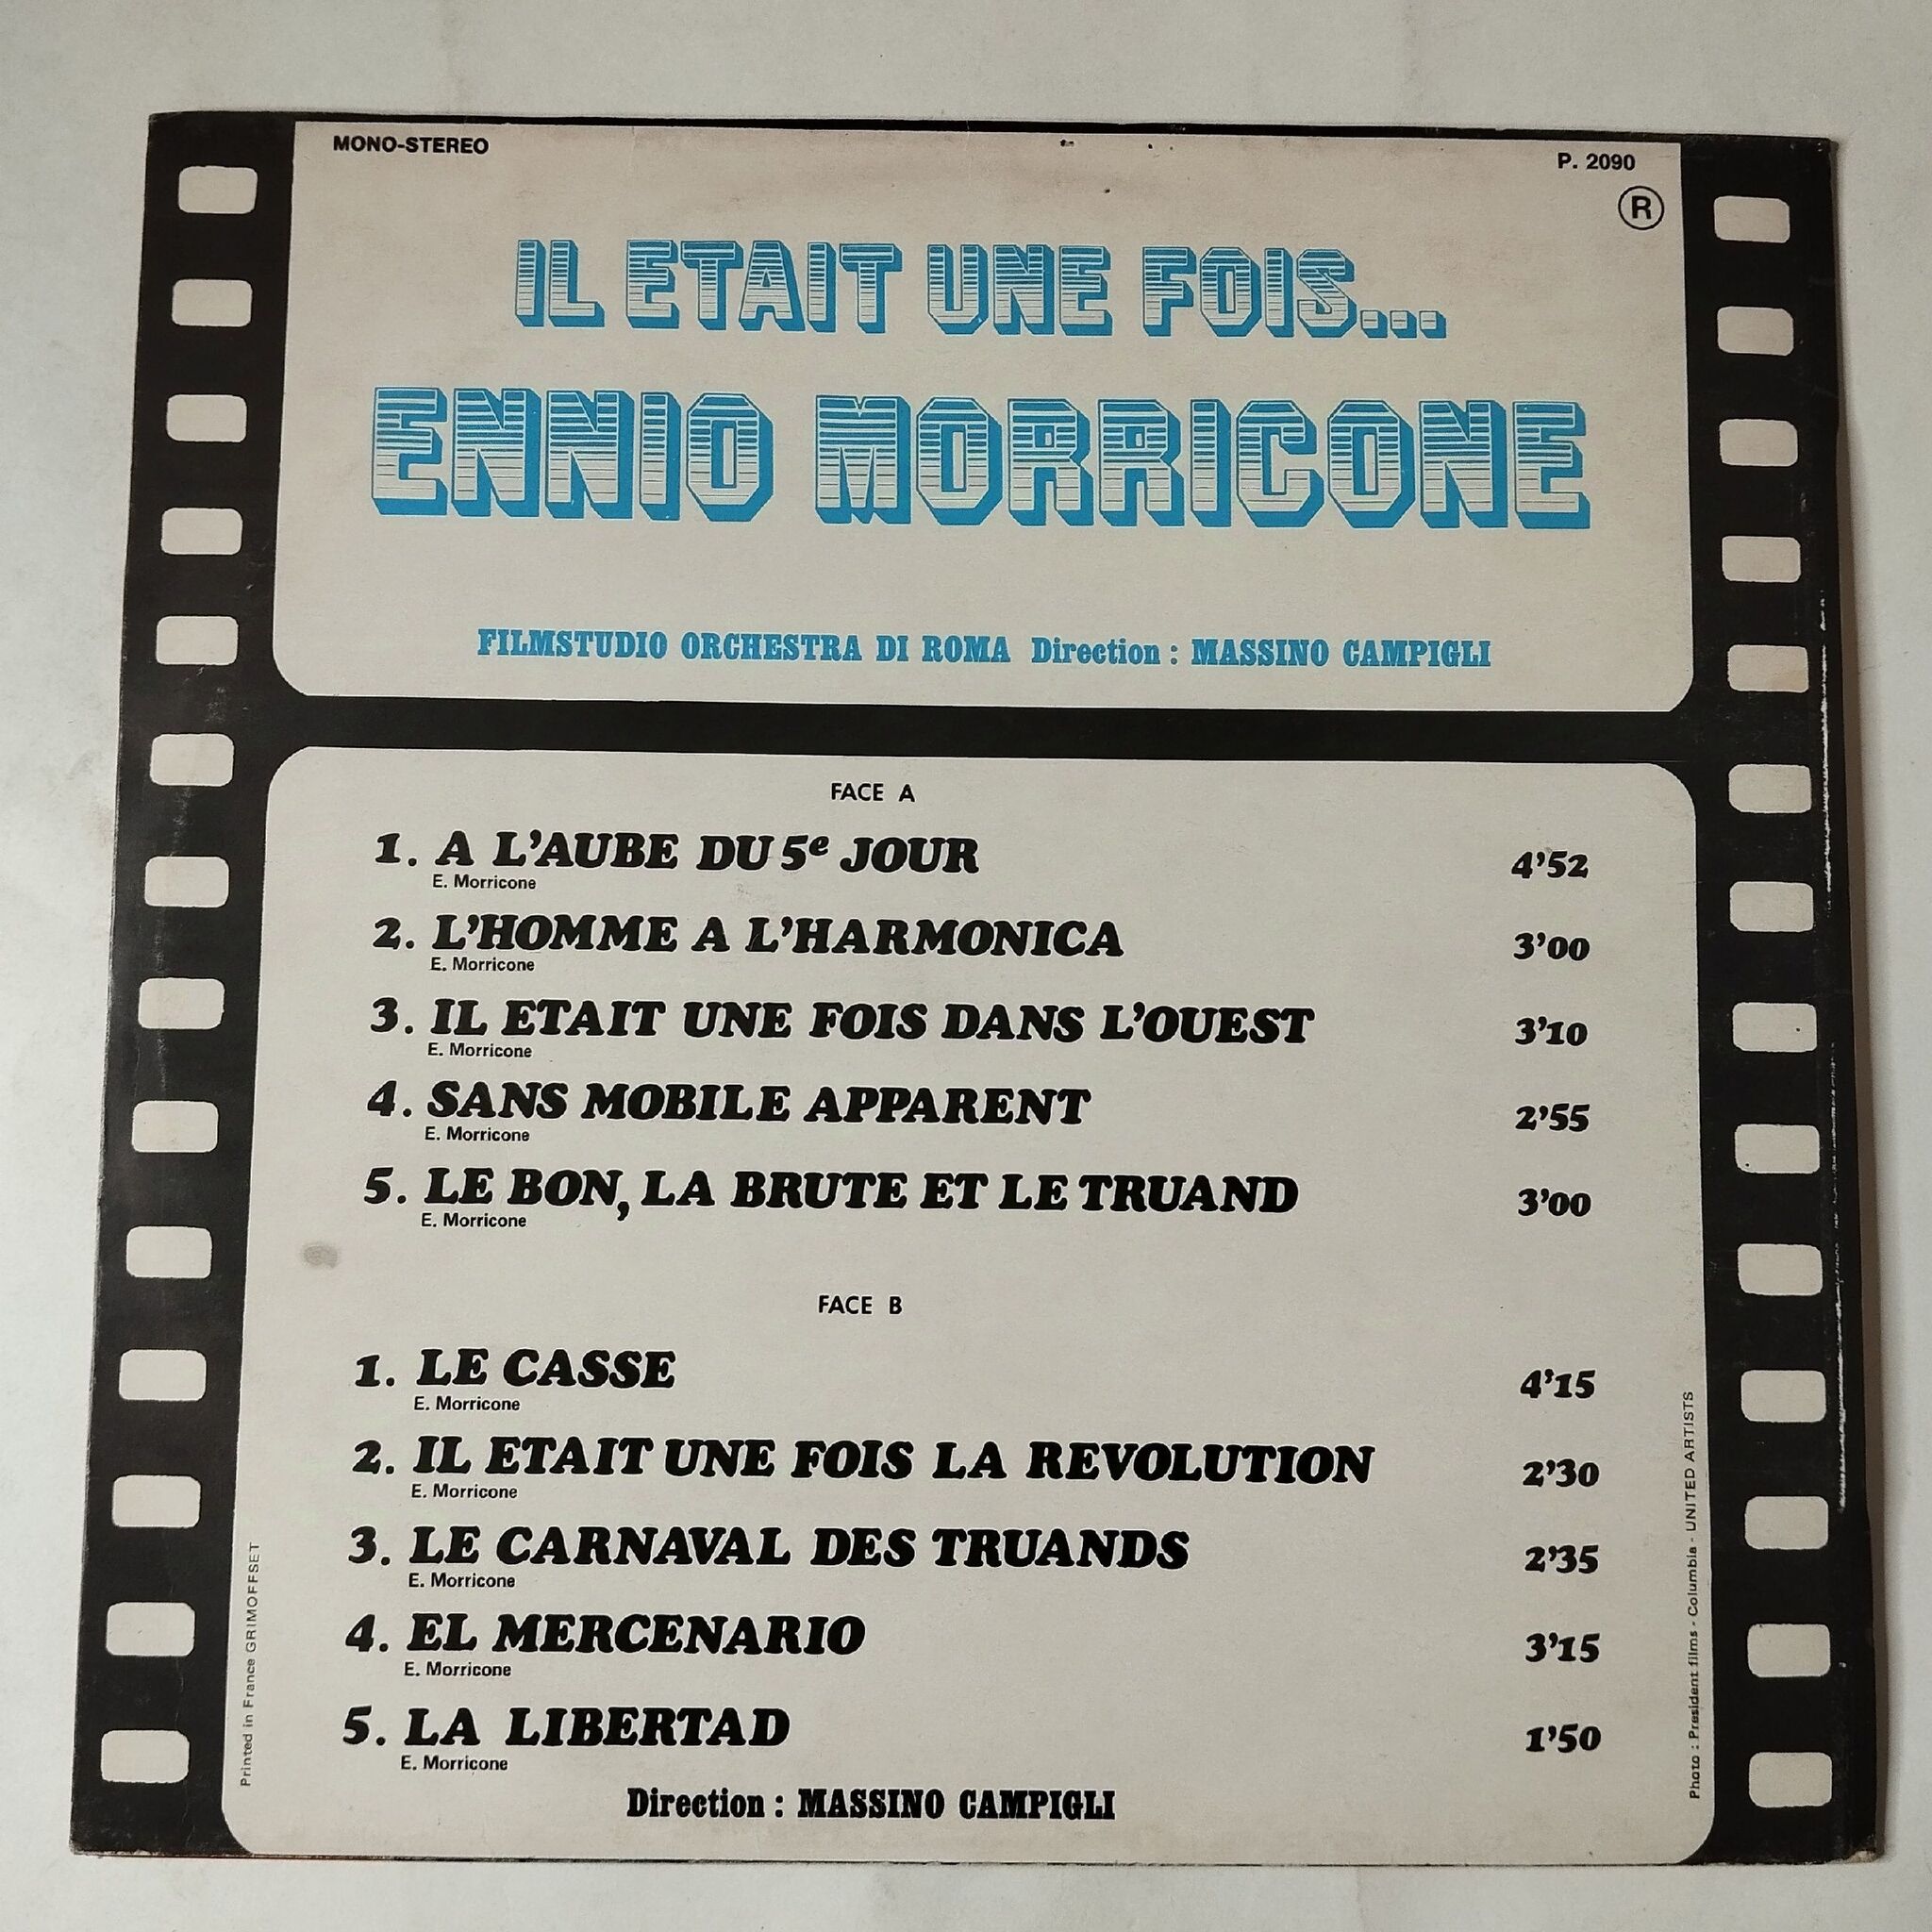 MONO-STEREO
P. 2090
R
IL ETAIT UNE FOIS...
ENNIO MORRICONE
FILMSTUDIO ORCHESTRA DI ROMA Direction : MASSINO CAMPIGLI
FACE A
1. A L'AUBE DU 5e JOUR 4'52
E. Morricone
2. L'HOMME A L'HARMONICA 3'00
E. Morricone
3. IL ETAIT UNE FOIS DANS L'OUEST 3'10
E. Morricone
4. SANS MOBILE APPARENT 2'55
E. Morricone
5. LE BON, LA BRUTE ET LE TRUAND 3'00
E. Morricone
FACE B
1. LE CASSE 4'15
E. Morricone
2. IL ETAIT UNE FOIS LA REVOLUTION 2'30
E. Morricone
3. LE CARNAVAL DES TRUANDS 2'35
E. Morricone
4. EL MERCENARIO 3'15
E. Morricone
5. LA LIBERTAD 1'50
E. Morricone
Direction : MASSINO CAMPIGLI
Printed in France GRIMOFFSET
Photo : Président films - Columbia - UNITED ARTISTS